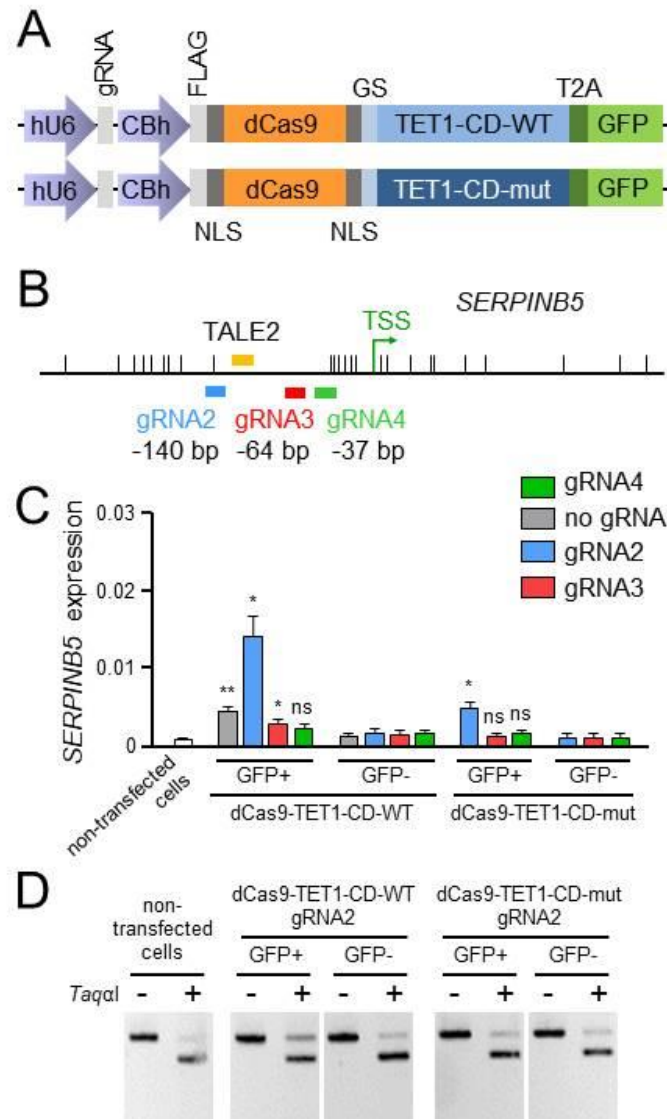 A
hU6 gRNA CBh FLAG dCas9 GS TET1-CD-WT T2A GFP
hU6 CBh dCas9 TET1-CD-mut GFP
NLS NLS
B
SERPINB5
TALE2 TSS
gRNA2 gRNA3 gRNA4
-140 bp -64 bp -37 bp
C
gRNA4
no gRNA
gRNA2
gRNA3
SERPINB5 expression
0.03
0.02
0.01
0
** * * ns
* ns ns
non-transfected cells
GFP+ GFP- GFP+ GFP-
dCas9-TET1-CD-WT dCas9-TET1-CD-mut
D
non-
transfected
cells
dCas9-TET1-CD-WT
gRNA2
dCas9-TET1-CD-mut
gRNA2
GFP+ GFP- GFP+ GFP-
TaqαI - + - + - + - + - +